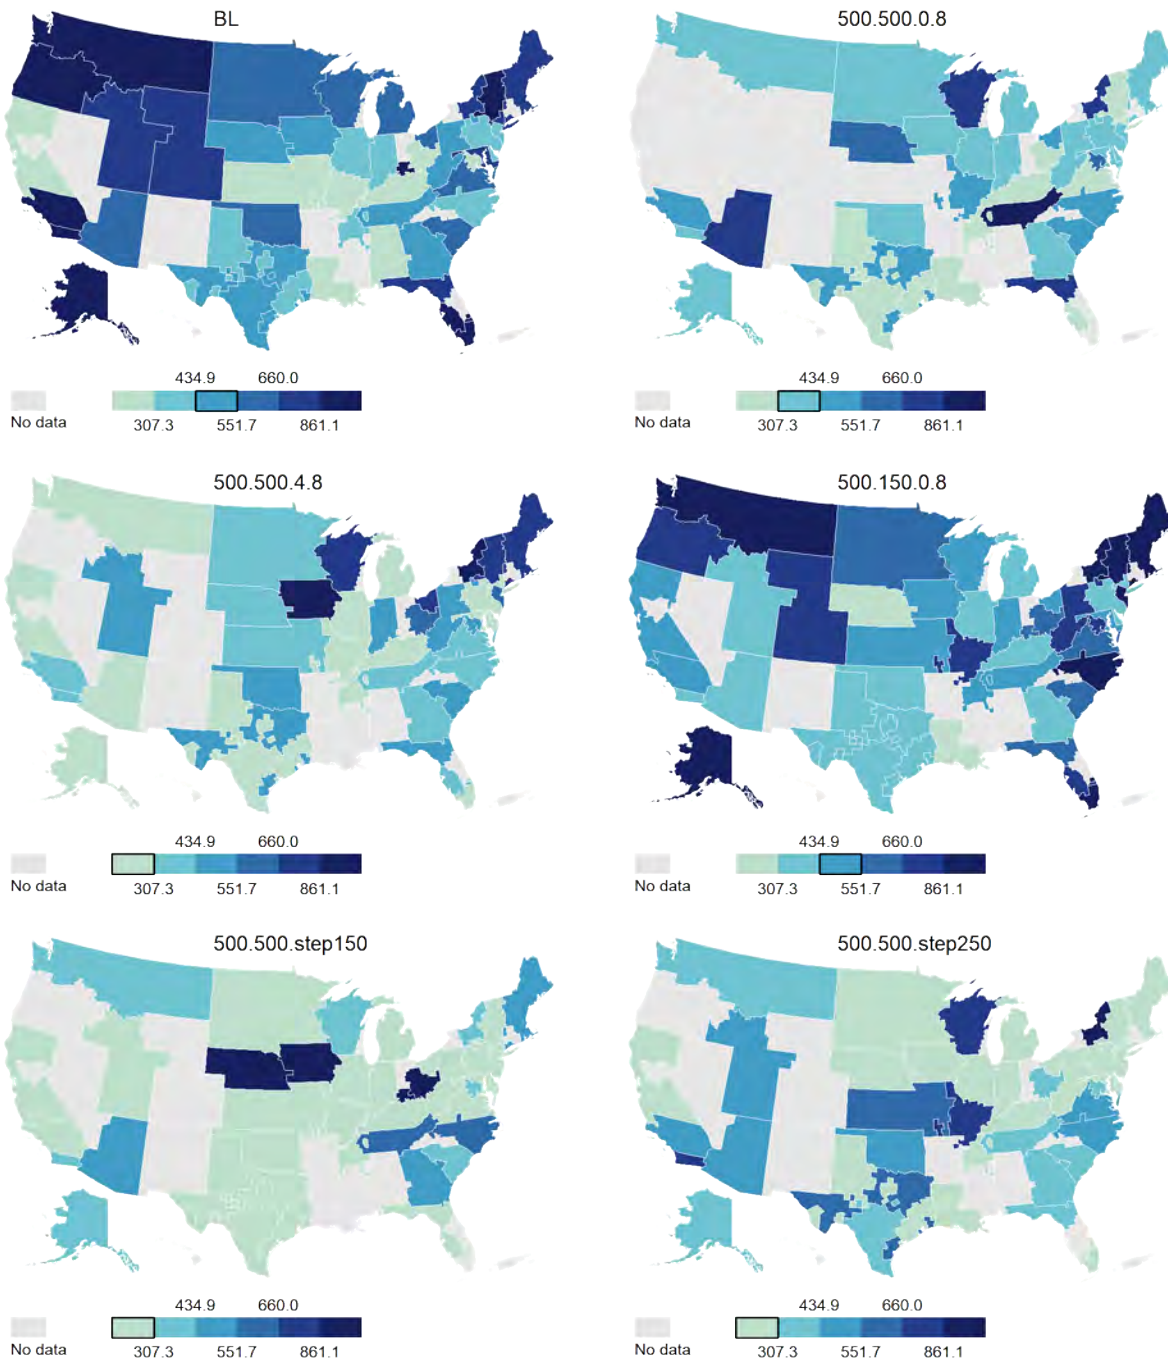 BL
500.500.0.8
434.9 660.0
No data 307.3 551.7 861.1
434.9 660.0
No data 307.3 551.7 861.1
500.500.4.8
500.150.0.8
434.9 660.0
No data 307.3 551.7 861.1
434.9 660.0
No data 307.3 551.7 861.1
500.500.step150
500.500.step250
434.9 660.0
No data 307.3 551.7 861.1
434.9 660.0
No data 307.3 551.7 861.1